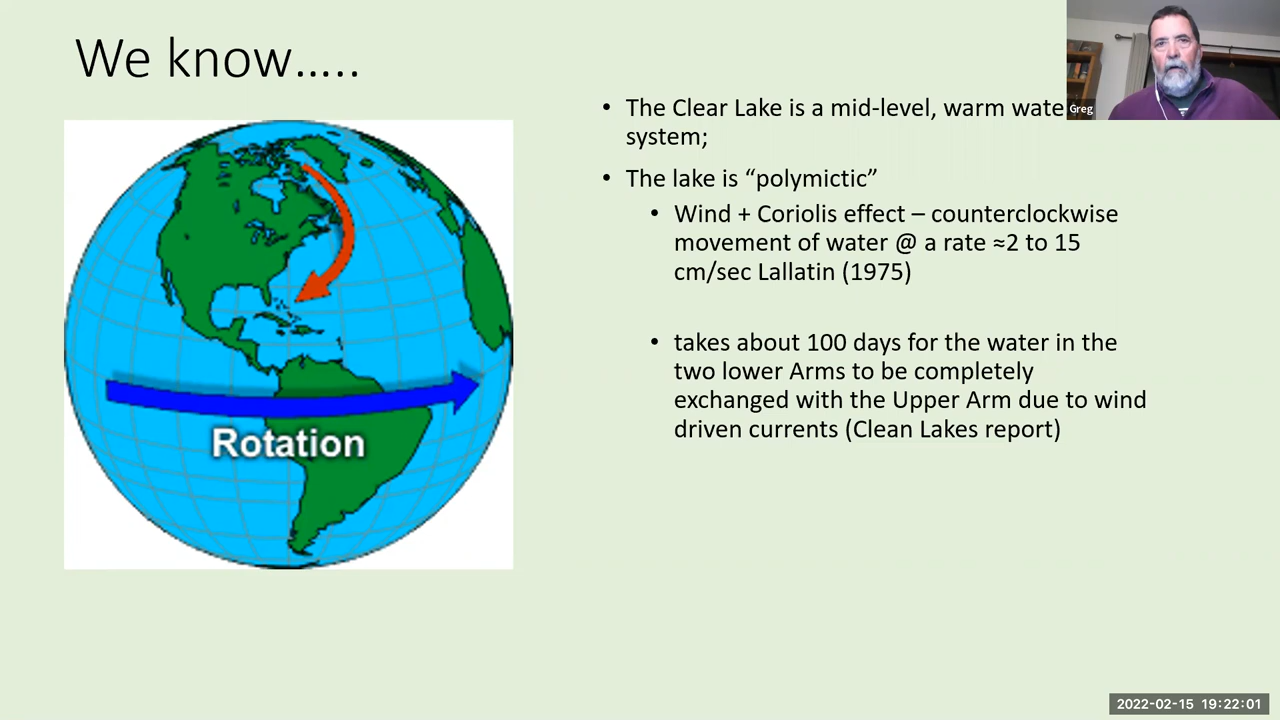 We know…..
• The Clear Lake is a mid-level, warm wate
system;
• The lake is “polymictic”
• Wind + Coriolis effect – counterclockwise
movement of water @ a rate ≈2 to 15
cm/sec Lallatin (1975)
• takes about 100 days for the water in the
two lower Arms to be completely
exchanged with the Upper Arm due to wind
driven currents (Clean Lakes report)
Rotation
Greg
2022-02-15 19:22:01